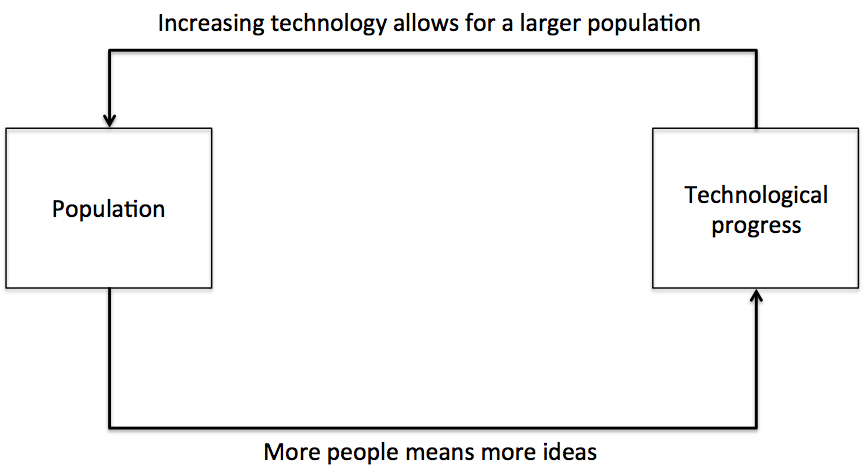 Increasing technology allows for a larger population
Population
Technological
progress
More people means more ideas